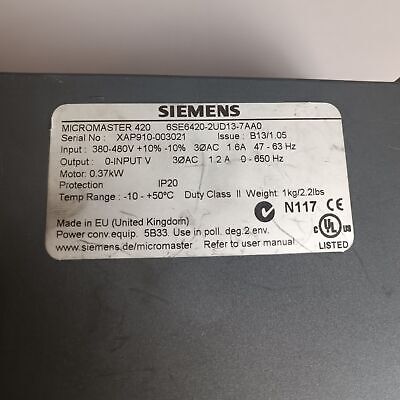 SIEMENS
MICROMASTER 420 6SE6420-2UD13-7AA0
Serial No : XAP910-003021 Issue : B13/1.05
Input : 380-480V +10% -10% 3ØAC 1.6A 47 - 63 Hz
Output : 0-INPUT V 3ØAC 1.2 A 0 - 650 Hz
Motor: 0.37kW
Protection IP20
Temp Range : -10 - +50°C Duty Class II Weight 1kg/2.2lbs
N117 CE
Made in EU (United Kingdom)
Power conv.equip. 5B33. Use in poll. deg.2 env.
www.siemens.de/micromaster Refer to user manual
C UL US
LISTED